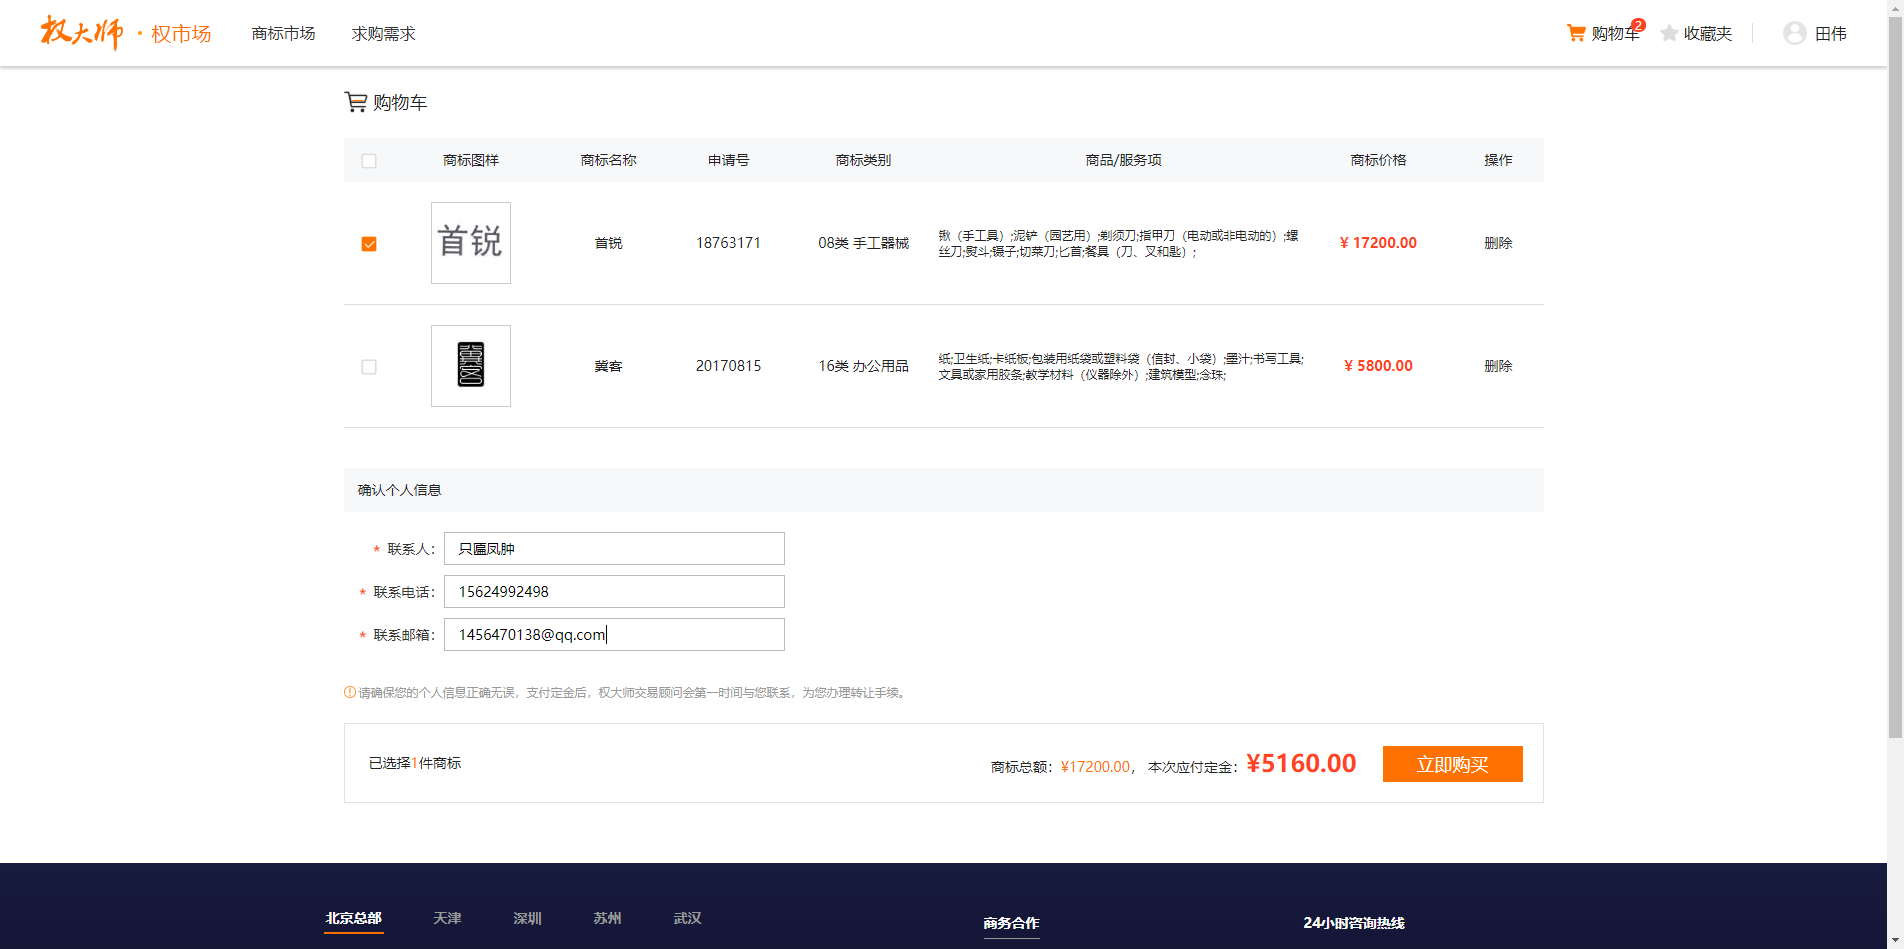 权大师 · 权市场 商标市场 求购需求 购物车 2 收藏夹 田伟
购物车
商标图样 商标名称 申请号 商标类别 商品/服务项 商标价格 操作
首锐 首锐 18763171 08类 手工器械 锹（手工具）;泥铲（园艺用）;剃须刀;指甲刀（电动或非电动的）;螺
丝刀;熨斗;镊子;切菜刀;匕首;餐具（刀、叉和匙）; ¥ 17200.00 删除
冀客 冀客 20170815 16类 办公用品 纸;卫生纸;卡纸板;包装用纸袋或塑料袋（信封、小袋）;墨汁;书写工具;
文具或家用胶条;教学材料（仪器除外）;建筑模型;念珠; ¥ 5800.00 删除
确认个人信息
* 联系人： 只匾凤肿
* 联系电话： 15624992498
* 联系邮箱： 1456470138@qq.com
请确保您的个人信息正确无误，支付定金后，权大师交易顾问会第一时间与您联系，为您办理转让手续。
已选择1件商标 商标总额：¥17200.00， 本次应付定金：¥5160.00 立即购买
北京总部 天津 深圳 苏州 武汉 商务合作 24小时咨询热线